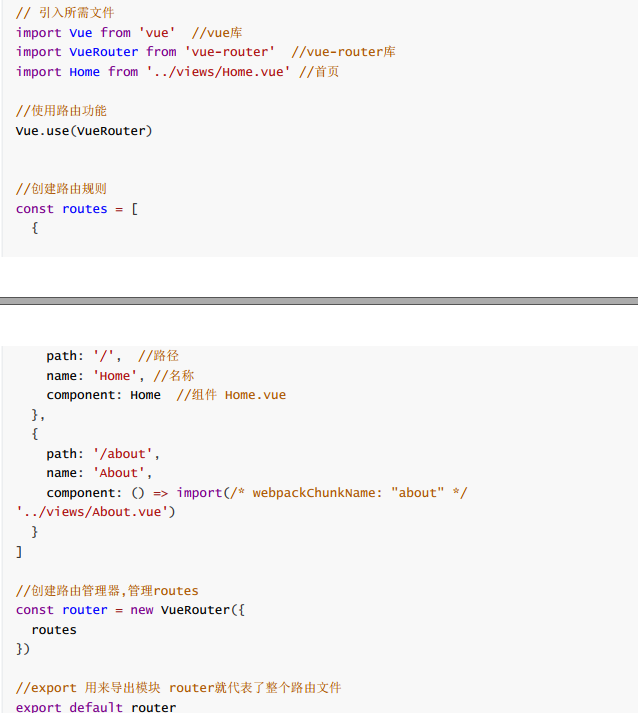 // 引入所需文件
import Vue from 'vue'  //vue库
import VueRouter from 'vue-router'  //vue-router库
import Home from '../views/Home.vue' //首页

//使用路由功能
Vue.use(VueRouter)


//创建路由规则
const routes = [
  {
    path: '/',  //路径
    name: 'Home', //名称
    component: Home  //组件 Home.vue
  },
  {
    path: '/about',
    name: 'About',
    component: () => import(/* webpackChunkName: "about" */
'../views/About.vue')
  }
]

//创建路由管理器,管理routes
const router = new VueRouter({
  routes
})

//export 用来导出模块 router就代表了整个路由文件
export default router